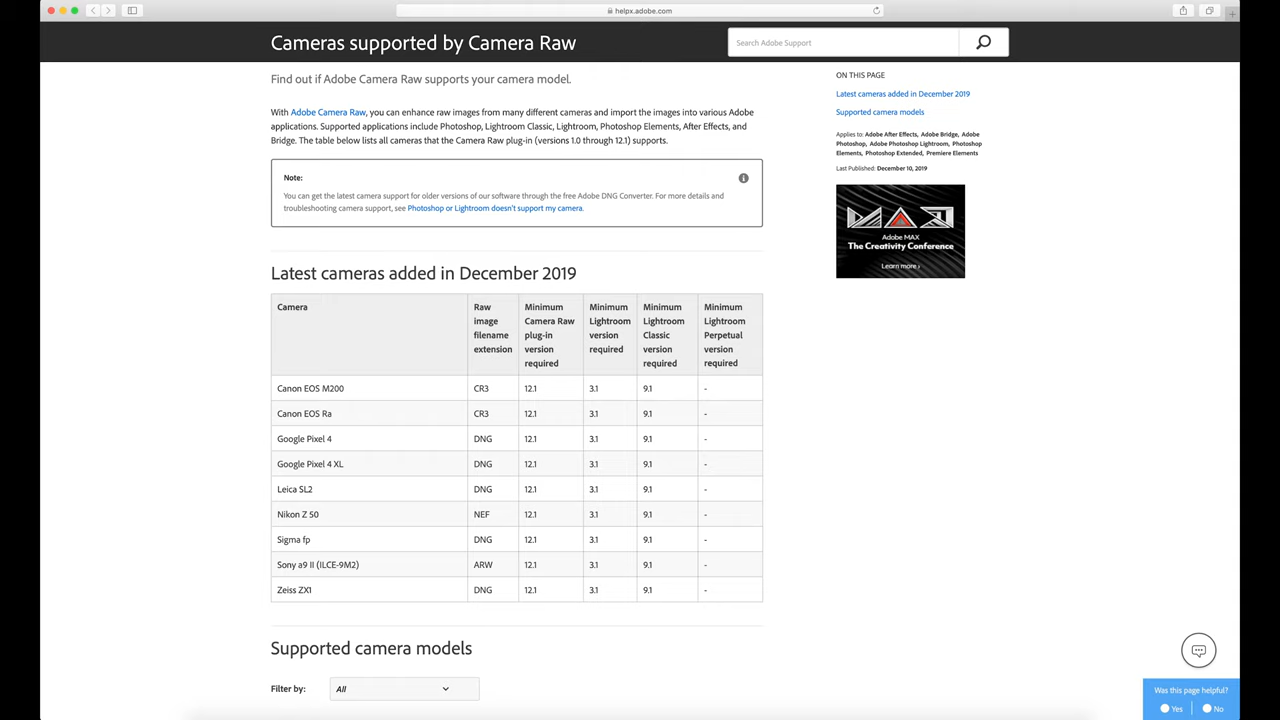 helpx.adobe.com
Cameras supported by Camera Raw
Search Adobe Support
Find out if Adobe Camera Raw supports your camera model.
With Adobe Camera Raw, you can enhance raw images from many different cameras and import the images into various Adobe
applications. Supported applications include Photoshop, Lightroom Classic, Lightroom, Photoshop Elements, After Effects, and
Bridge. The table below lists all cameras that the Camera Raw plug-in (versions 1.0 through 12.1) supports.
Note:
You can get the latest camera support for older versions of our software through the free Adobe DNG Converter. For more details and
troubleshooting camera support, see Photoshop or Lightroom doesn't support my camera.
Latest cameras added in December 2019
Camera
Raw
image
filename
extension
Minimum
Camera Raw
plug-in
version
required
Minimum
Lightroom
version
required
Minimum
Lightroom
Classic
version
required
Minimum
Lightroom
Perpetual
version
required
Canon EOS M200 CR3 12.1 3.1 9.1 -
Canon EOS Ra CR3 12.1 3.1 9.1 -
Google Pixel 4 DNG 12.1 3.1 9.1 -
Google Pixel 4 XL DNG 12.1 3.1 9.1 -
Leica SL2 DNG 12.1 3.1 9.1 -
Nikon Z 50 NEF 12.1 3.1 9.1 -
Sigma fp DNG 12.1 3.1 9.1 -
Sony a9 II (ILCE-9M2) ARW 12.1 3.1 9.1 -
Zeiss ZX1 DNG 12.1 3.1 9.1 -
Supported camera models
Filter by: All
ON THIS PAGE
Latest cameras added in December 2019
Supported camera models
Applies to: Adobe After Effects, Adobe Bridge, Adobe
Photoshop, Adobe Photoshop Lightroom, Photoshop
Elements, Photoshop Extended, Premiere Elements
Last Published: December 10, 2019
MAX
Adobe MAX
The Creativity Conference
Learn more ›
Was this page helpful?
Yes No